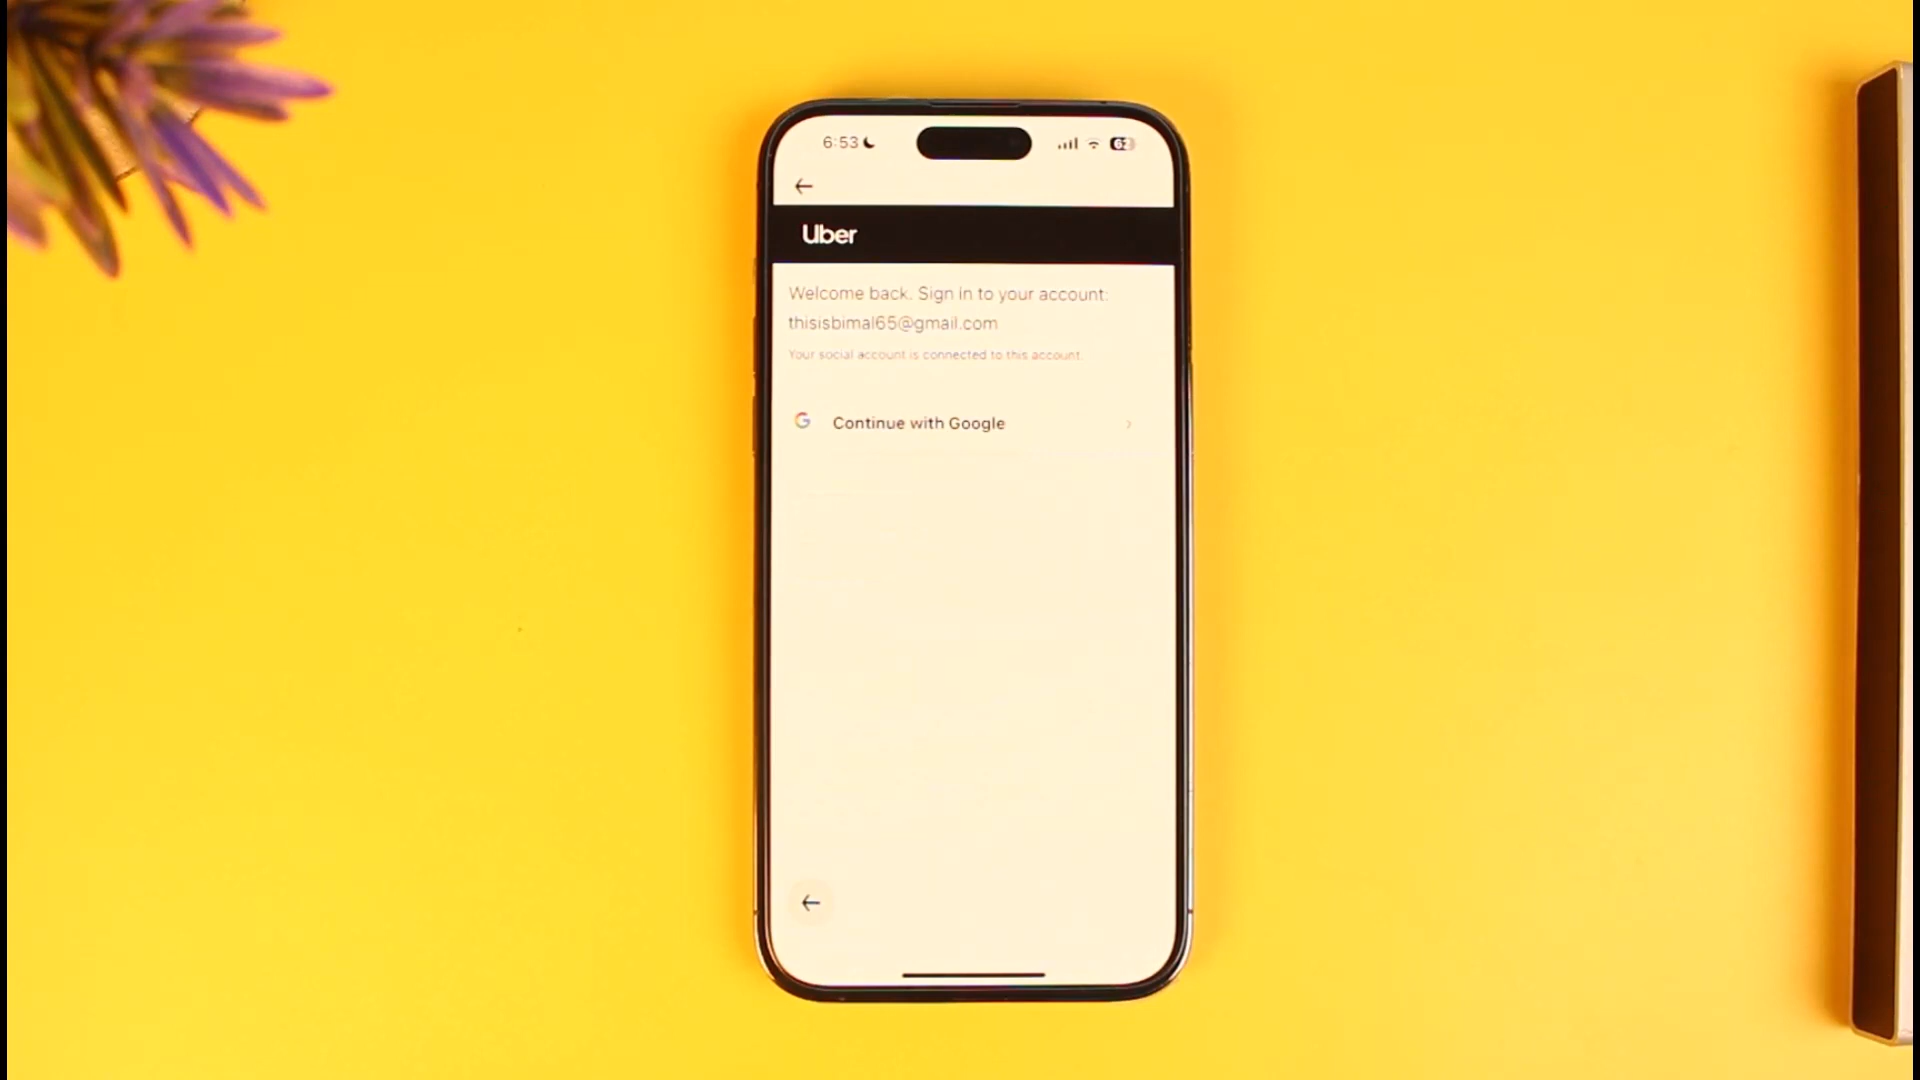 6:53
62
Uber
Welcome back. Sign in to your account:
thisisbimal65@gmail.com
Your social account is connected to this account.
Continue with Google